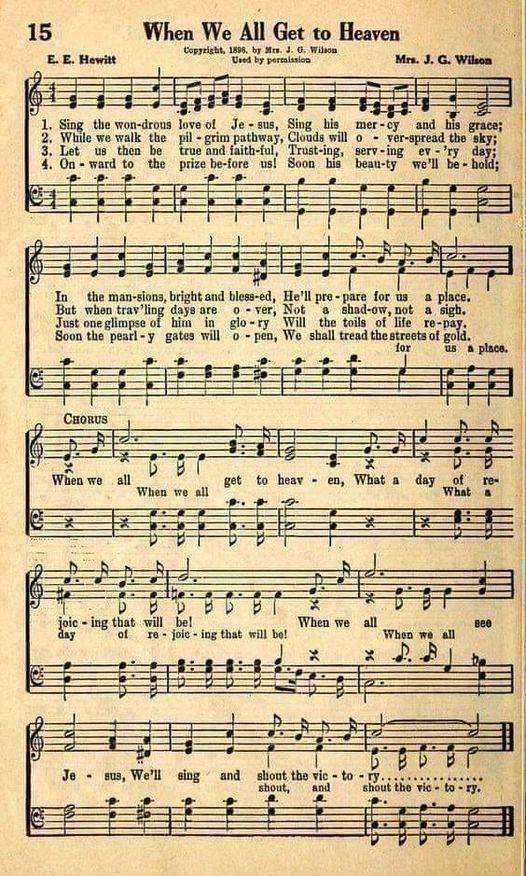 15 When We All Get to Heaven
Copyright, 1898, by Mrs. J. G. Wilson
E. E. Hewitt Used by permission Mrs. J. G. Wilson
1. Sing the won-drous love of Je - sus, Sing his mer - cy and his grace;
2. While we walk the pil - grim pathway, Clouds will o - ver-spread the sky;
3. Let us then be true and faith-ful, Trust-ing, serv-ing ev-'ry day;
4. On - ward to the prize be-fore us! Soon his beau-ty we'll be - hold;
In the man-sions, bright and bless-ed, He'll pre - pare for us a place.
But when trav'ling days are o - ver, Not a shad-ow, not a sigh.
Just one glimpse of him in glo - ry Will the toils of life re-pay.
Soon the pearl-y gates will o - pen, We shall tread the streets of gold.
for us a place.
CHORUS
When we all get to heav - en, What a day of re-
When we all What a
joic - ing that will be! When we all see
day of re - joic - ing that will be! When we all
Je - sus, We'll sing and shout the vic - to - ry................
shout, and shout the vic - to - ry.